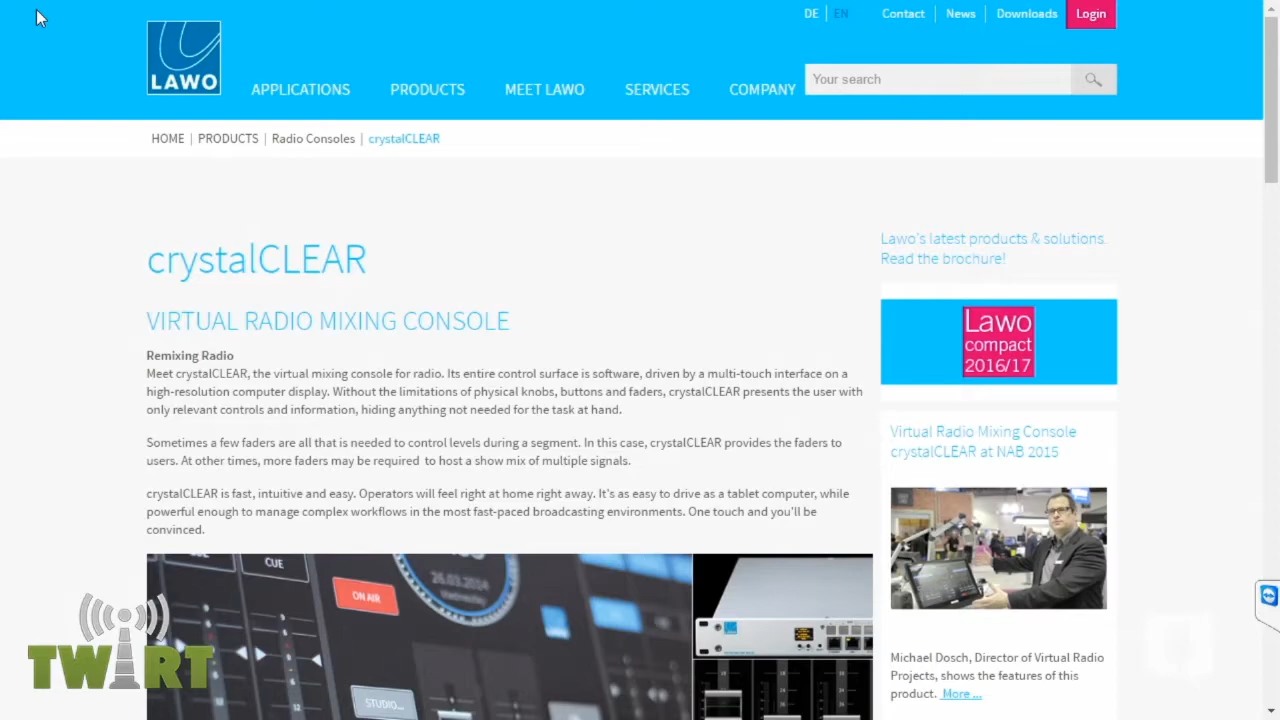 DE
EN
Contact
News
Downloads
Login
LAWO
APPLICATIONS
PRODUCTS
MEET LAWO
SERVICES
COMPANY
Your search
HOME | PRODUCTS | Radio Consoles | crystalCLEAR
crystalCLEAR
VIRTUAL RADIO MIXING CONSOLE
Remixing Radio
Meet crystalCLEAR, the virtual mixing console for radio. Its entire control surface is software, driven by a multi-touch interface on a
high-resolution computer display. Without the limitations of physical knobs, buttons and faders, crystalCLEAR presents the user with
only relevant controls and information, hiding anything not needed for the task at hand.
Sometimes a few faders are all that is needed to control levels during a segment. In this case, crystalCLEAR provides the faders to
users. At other times, more faders may be required to host a show mix of multiple signals.
crystalCLEAR is fast, intuitive and easy. Operators will feel right at home right away. It's as easy to drive as a tablet computer, while
powerful enough to manage complex workflows in the most fast-paced broadcasting environments. One touch and you'll be
convinced.
CUE
26.03.2014
Wednesday
ON AIR
STUDIO...
Lawo's latest products & solutions.
Read the brochure!
Lawo
compact
2016/17
Virtual Radio Mixing Console
crystalCLEAR at NAB 2015
Michael Dosch, Director of Virtual Radio
Projects, shows the features of this
product. More ...
TWIRT